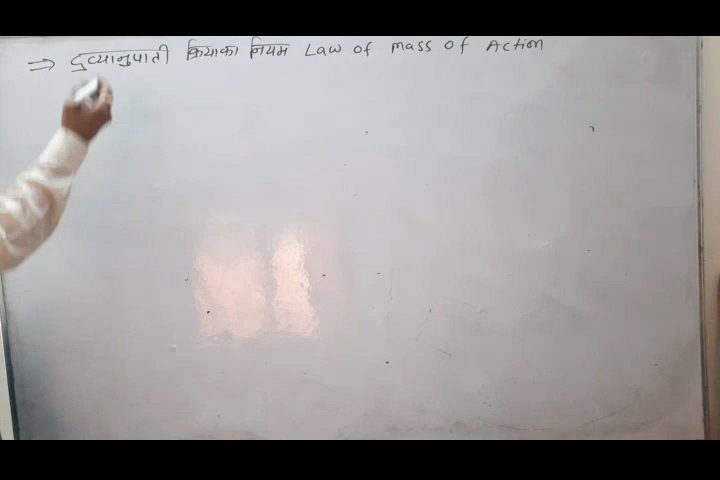 ⇒ द्रव्यानुपाती क्रियाका नियम Law of mass of Action